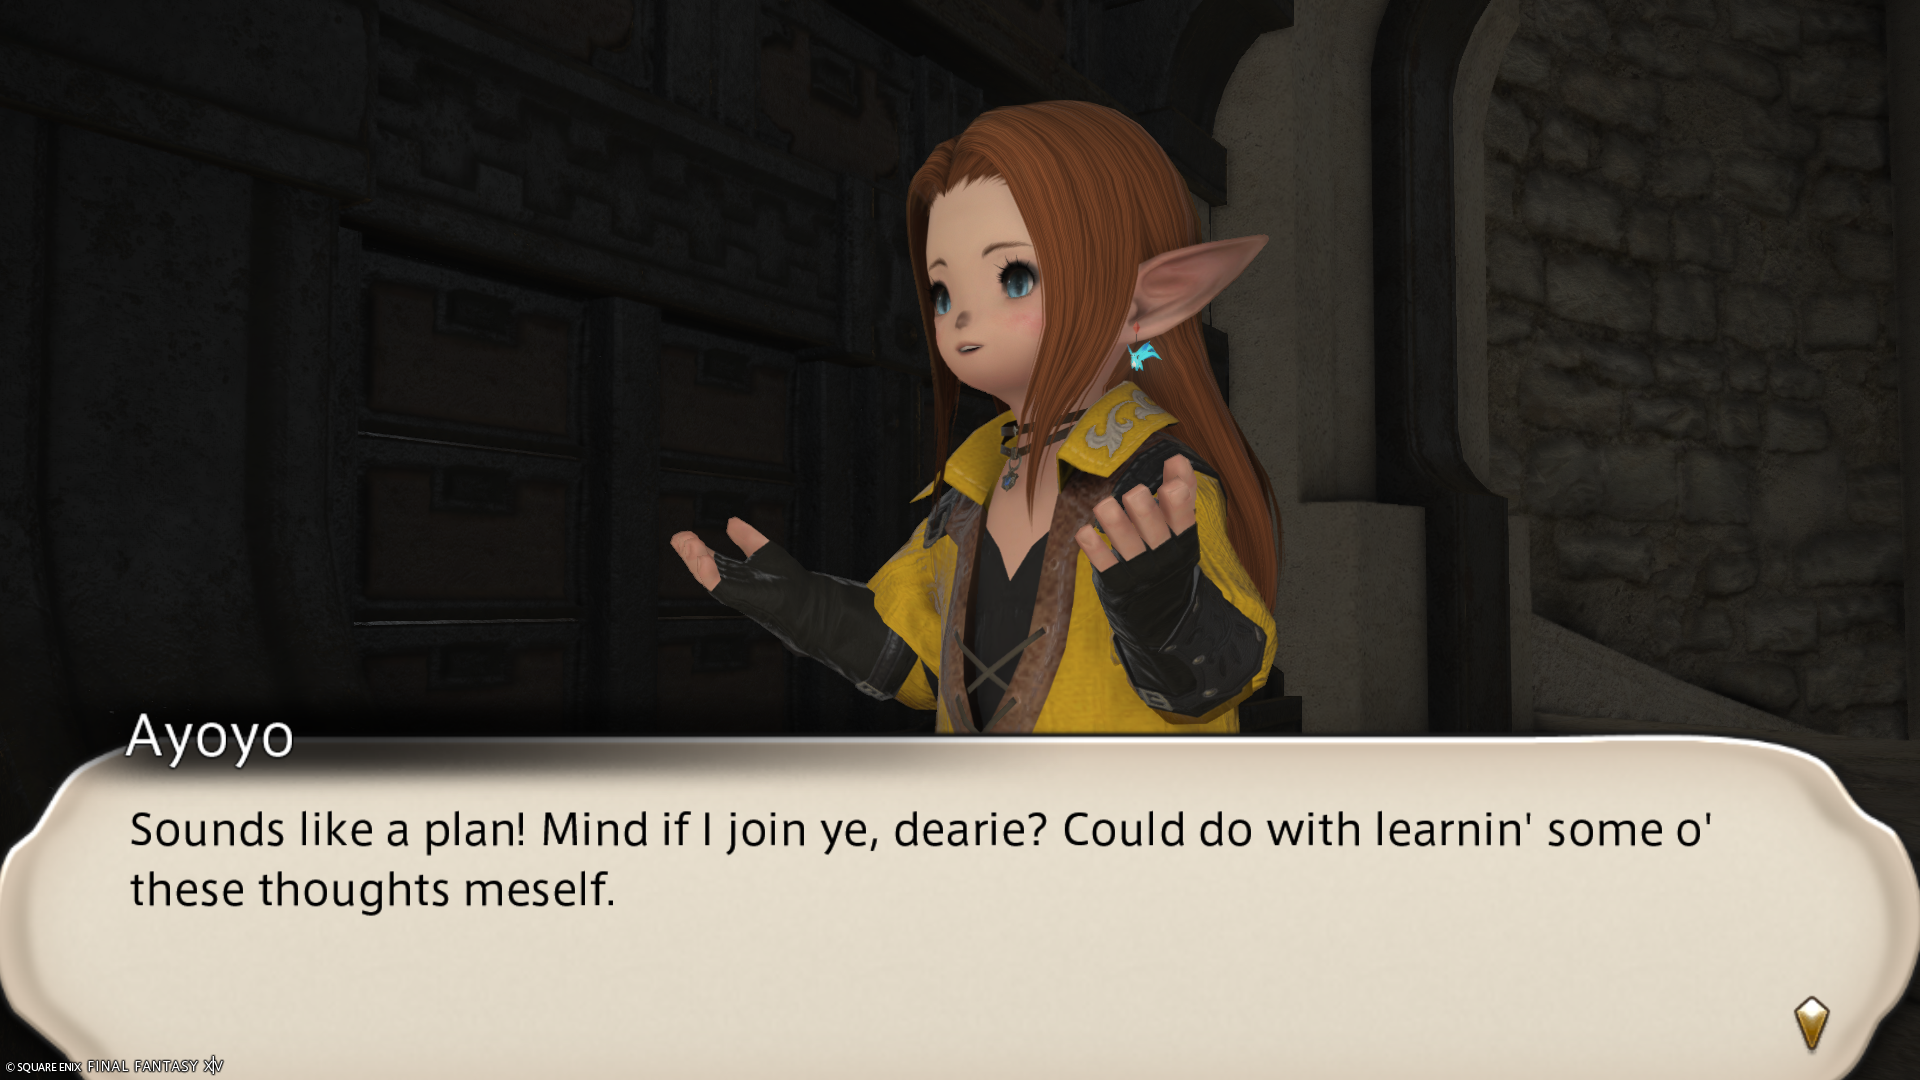 Ayoyo
Sounds like a plan! Mind if I join ye, dearie? Could do with learnin' some o'
these thoughts meself.
© SQUARE ENIX FINAL FANTASY XIV